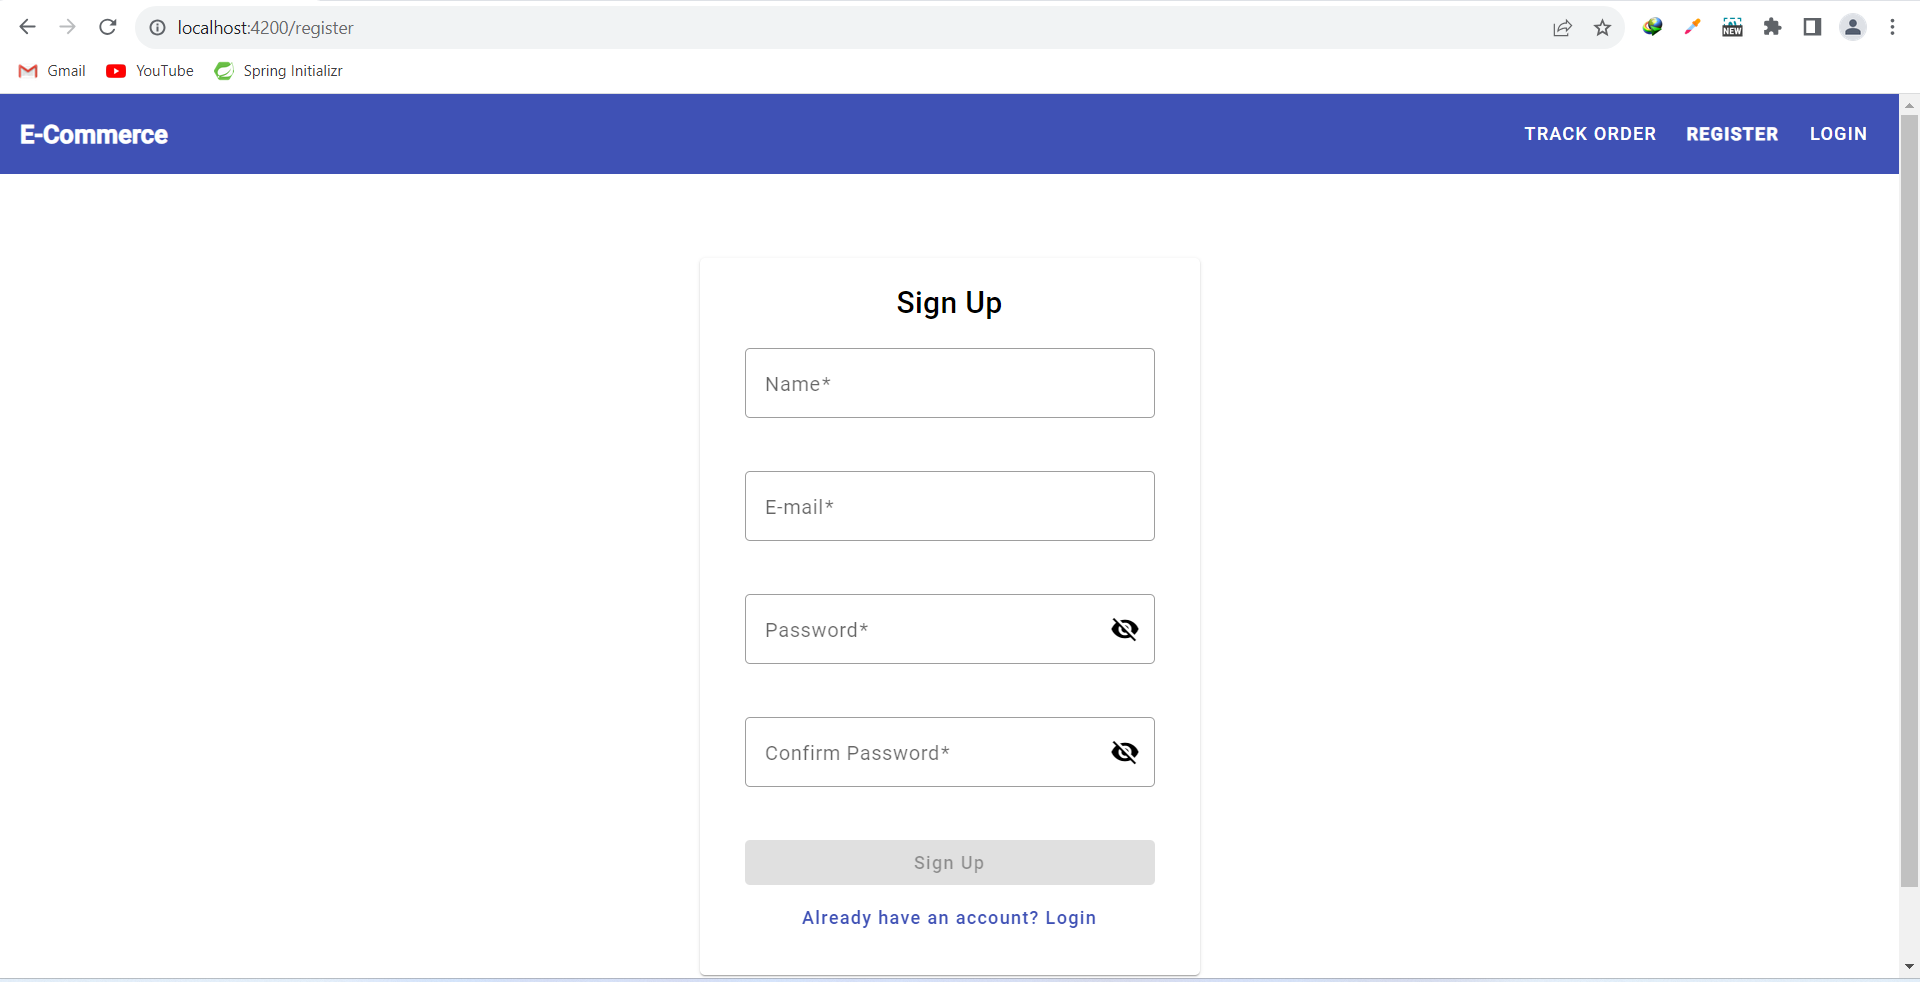 localhost:4200/register
NEW
Gmail YouTube Spring Initializr
E-Commerce TRACK ORDER REGISTER LOGIN
Sign Up
Name*
E-mail*
Password*
Confirm Password*
Sign Up
Already have an account? Login